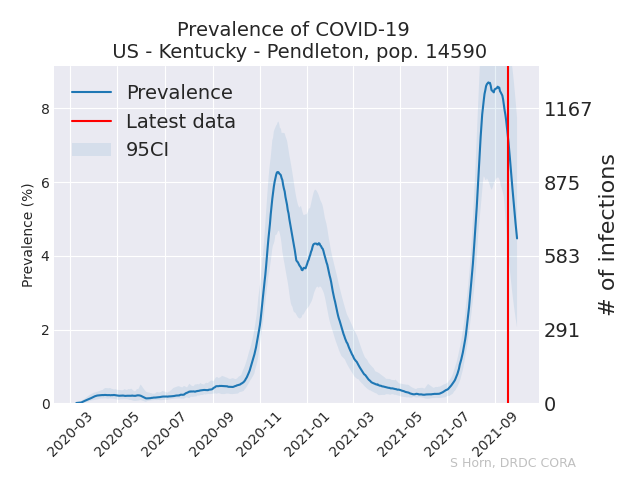 Prevalence of COVID-19
US - Kentucky - Pendleton, pop. 14590
Prevalence
Latest data
95CI
Prevalence (%)
8
6
4
2
0
1167
875
583
291
0
# of infections
2020-03
2020-05
2020-07
2020-09
2020-11
2021-01
2021-03
2021-05
2021-07
2021-09
S Horn, DRDC CORA